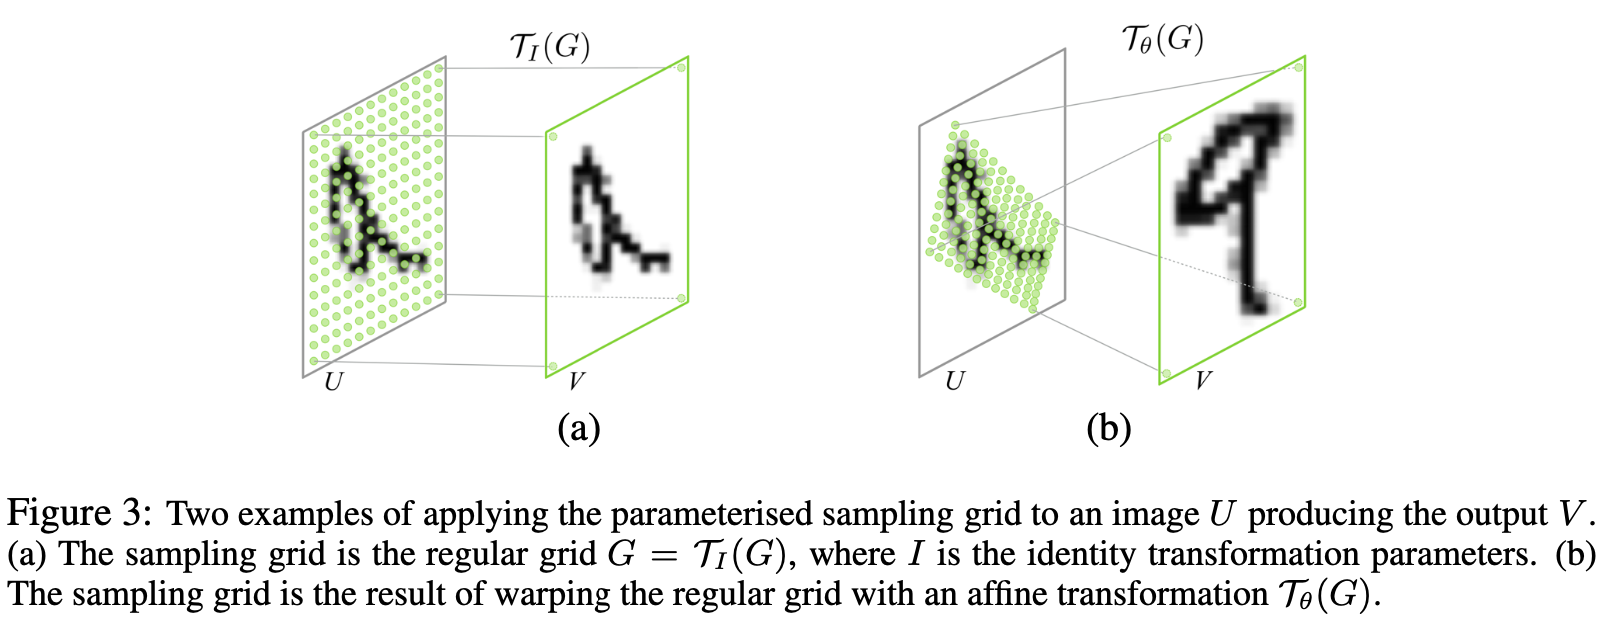 𝒯_I(G)
𝒯_θ(G)
U
V
U
V
(a)
(b)
Figure 3: Two examples of applying the parameterised sampling grid to an image U producing the output V.
(a) The sampling grid is the regular grid G = 𝒯_I(G), where I is the identity transformation parameters. (b)
The sampling grid is the result of warping the regular grid with an affine transformation 𝒯_θ(G).